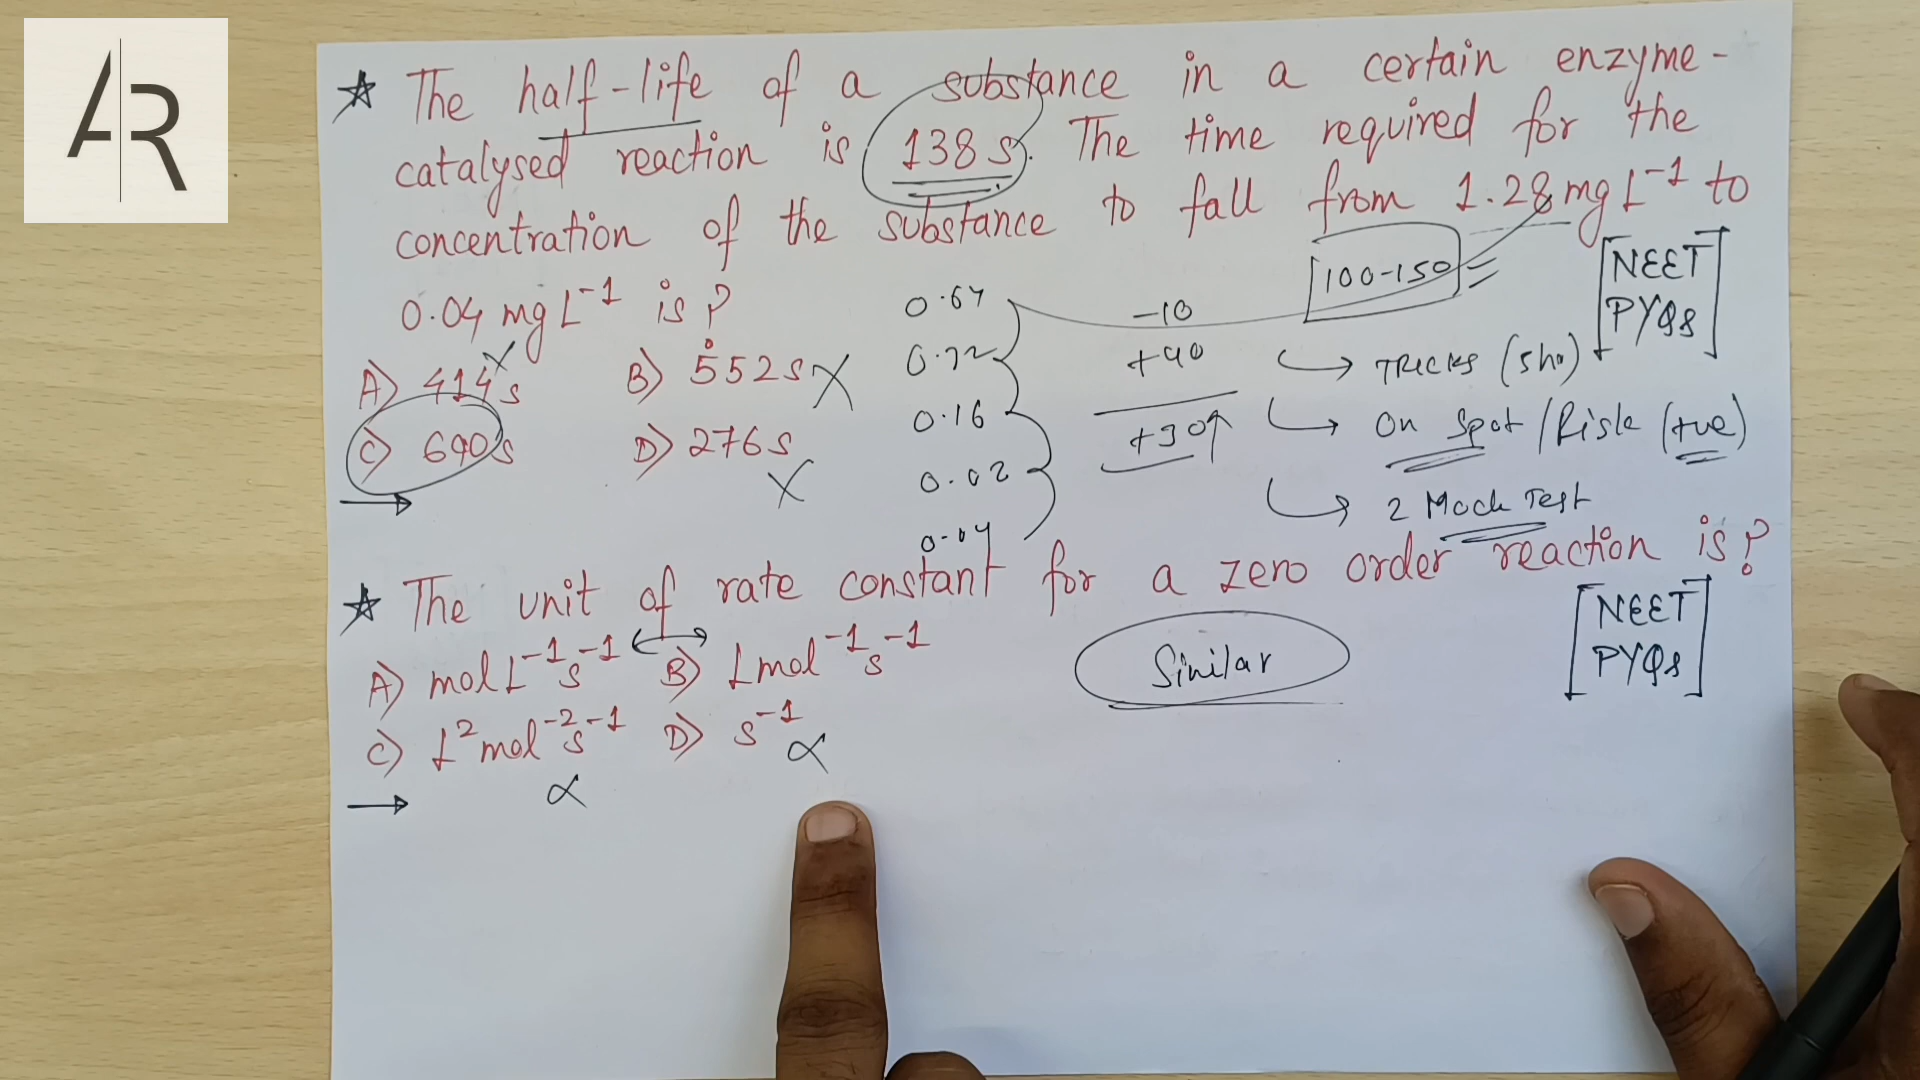 AR
☆ The half-life of a substance in a certain enzyme-
catalysed reaction is 138 s. The time required for the
concentration of the substance to fall from 1.28 mg L⁻¹ to
0.04 mg L⁻¹ is ?
A) 414 s B) 552 s
C) 690 s D) 276 s
0.64
0.32
0.16
0.02
0.04
-10
+40
+30↑
[100-150]
[NEET
PYQs]
→ TRICKS (sho)
→ On Spot / Risk (+ve)
→ 2 Mock Test
☆ The unit of rate constant for a zero order reaction is ?
A) mol L⁻¹ s⁻¹ B) L mol⁻¹ s⁻¹
C) L² mol⁻² s⁻¹ D) s⁻¹
Similar
[NEET
PYQs]